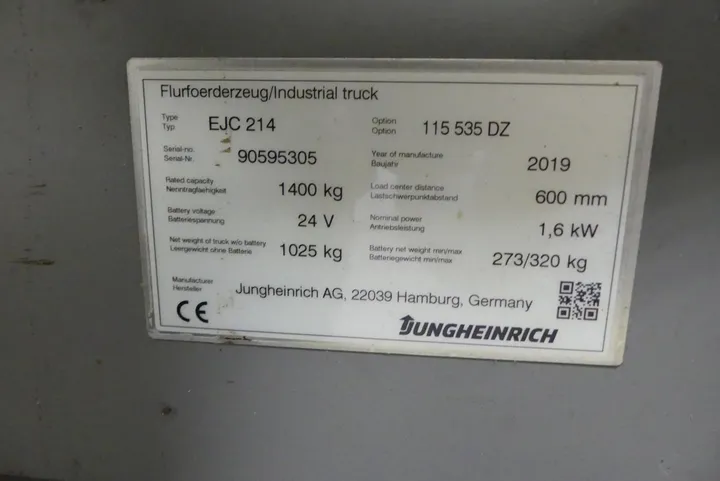 Flurfoerderzeug/Industrial truck
Type
Typ
EJC 214
Option
Option
115 535 DZ
Serial-no.
Serial-Nr.
90595305
Year of manufacture
Baujahr
2019
Rated capacity
Nenntragfaehigkeit
1400 kg
Load center distance
Lastschwerpunktabstand
600 mm
Battery voltage
Batteriespannung
24 V
Nominal power
Antriebsleistung
1,6 kW
Net weight of truck w/o battery
Leergewicht ohne Batterie
1025 kg
Battery net weight min/max
Batteriegewicht min/max
273/320 kg
Manufacturer
Hersteller
Jungheinrich AG, 22039 Hamburg, Germany
CE
JUNGHEINRICH